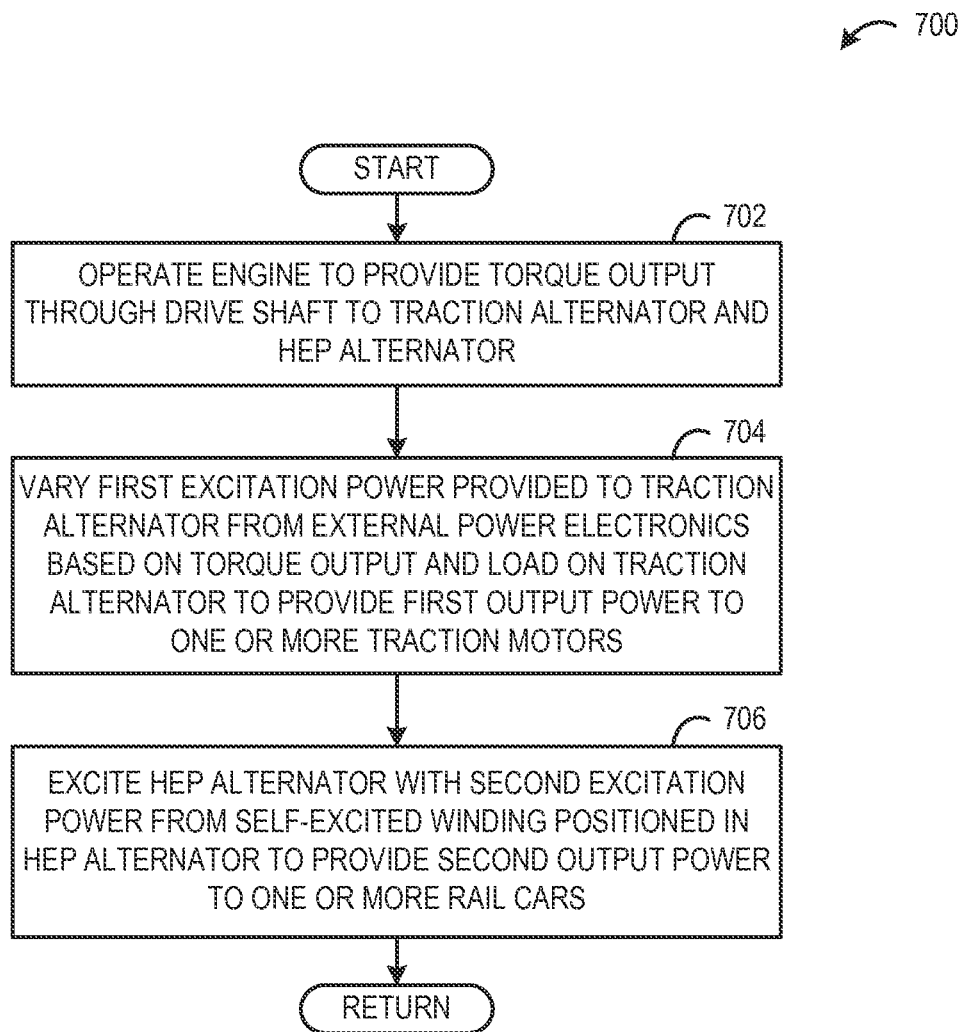 700
START
702
OPERATE ENGINE TO PROVIDE TORQUE OUTPUT
THROUGH DRIVE SHAFT TO TRACTION ALTERNATOR AND
HEP ALTERNATOR
704
VARY FIRST EXCITATION POWER PROVIDED TO TRACTION
ALTERNATOR FROM EXTERNAL POWER ELECTRONICS
BASED ON TORQUE OUTPUT AND LOAD ON TRACTION
ALTERNATOR TO PROVIDE FIRST OUTPUT POWER TO
ONE OR MORE TRACTION MOTORS
706
EXCITE HEP ALTERNATOR WITH SECOND EXCITATION
POWER FROM SELF-EXCITED WINDING POSITIONED IN
HEP ALTERNATOR TO PROVIDE SECOND OUTPUT POWER
TO ONE OR MORE RAIL CARS
RETURN